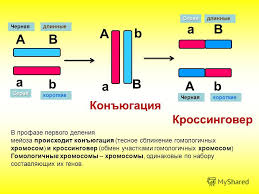 Серая длинные
Черная длинные
A B
A b
a B
a b
a B
A b
Серая короткие
Черная короткие
Конъюгация
Кроссинговер
В профазе первого деления
мейоза происходит конъюгация (тесное сближение гомологичных
хромосом) и кроссинговер (обмен участками гомологичных хромосом)
Гомологичные хромосомы – хромосомы, одинаковые по набору
составляющих их генов.
MyShared